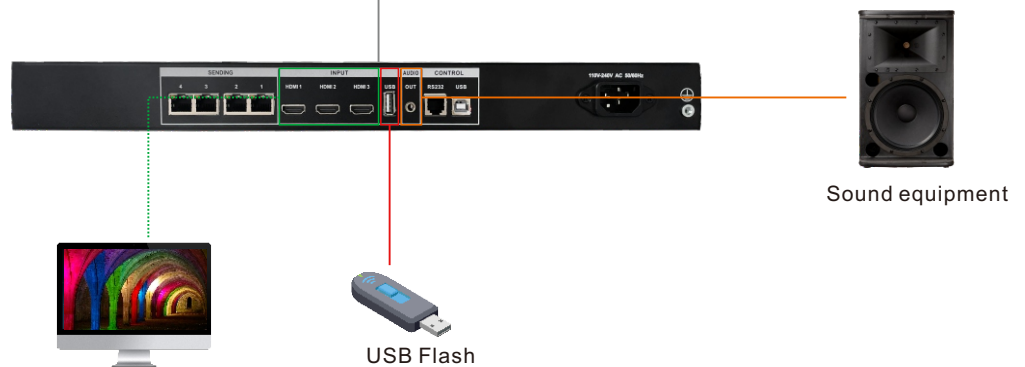 SENDING INPUT AUDIO CONTROL
4 3 2 1 HDMI 1 HDMI 2 HDMI 3 USB OUT RS232 USB
110V-240V AC 50/60Hz
Sound equipment
USB Flash